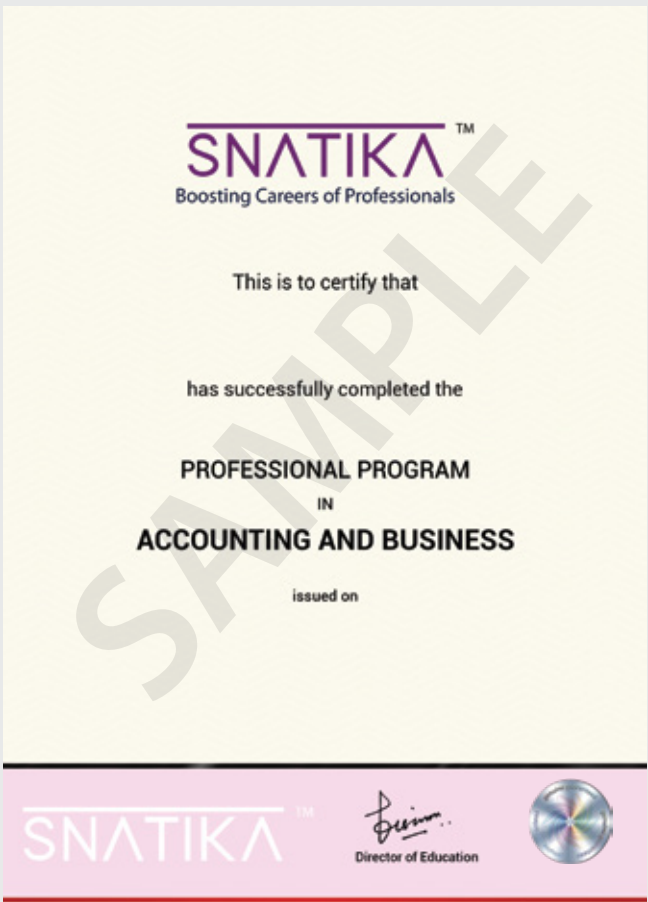 SNATIKA™
Boosting Careers of Professionals
This is to certify that
has successfully completed the
PROFESSIONAL PROGRAM
IN
ACCOUNTING AND BUSINESS
issued on
SAMPLE
SNATIKA™
Director of Education